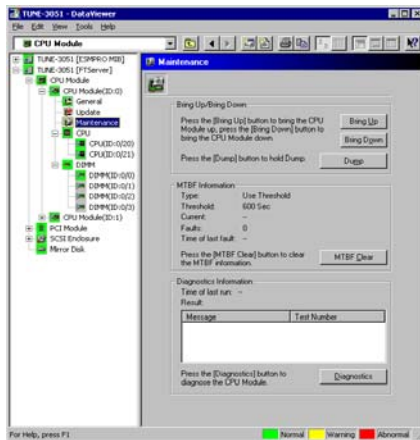 TUNE-3051 - DataViewer
File Edit View Tools Help
CPU Module
TUNE-3051 [ESMPRO MIB]
TUNE-3051 [FTServer]
CPU Module
CPU Module(ID:0)
General
Update
Maintenance
CPU
CPU(ID:0/20)
CPU(ID:0/21)
DIMM
DIMM(ID:0/0)
DIMM(ID:0/1)
DIMM(ID:0/2)
DIMM(ID:0/3)
CPU Module(ID:1)
PCI Module
SCSI Enclosure
Mirror Disk
Maintenance
Bring Up/Bring Down
Press the [Bring Up] button to bring the CPU
Module up, press the [Bring Down] button to
bring the CPU Module down.
Bring Up
Bring Down
Press the [Dump] button to hold Dump.
Dump
MTBF Information
Type: Use Threshold
Threshold: 600 Sec
Current: -
Faults: 0
Time of last fault: -
Press the [MTBF Clear] button to clear
the MTBF information.
MTBF Clear
Diagnostics Information
Time of last run: -
Result:
Message Test Number
Press the [Diagnostics] button to
diagnose the CPU Module.
Diagnostics
For Help, press F1
Normal Warning Abnormal